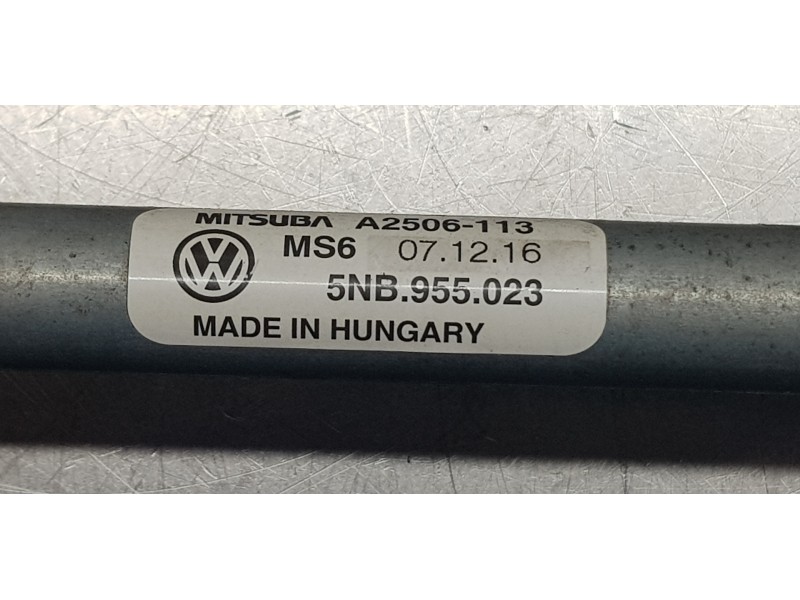 MITSUBA A2506-113
MS6 07.12.16
5NB.955.023
MADE IN HUNGARY